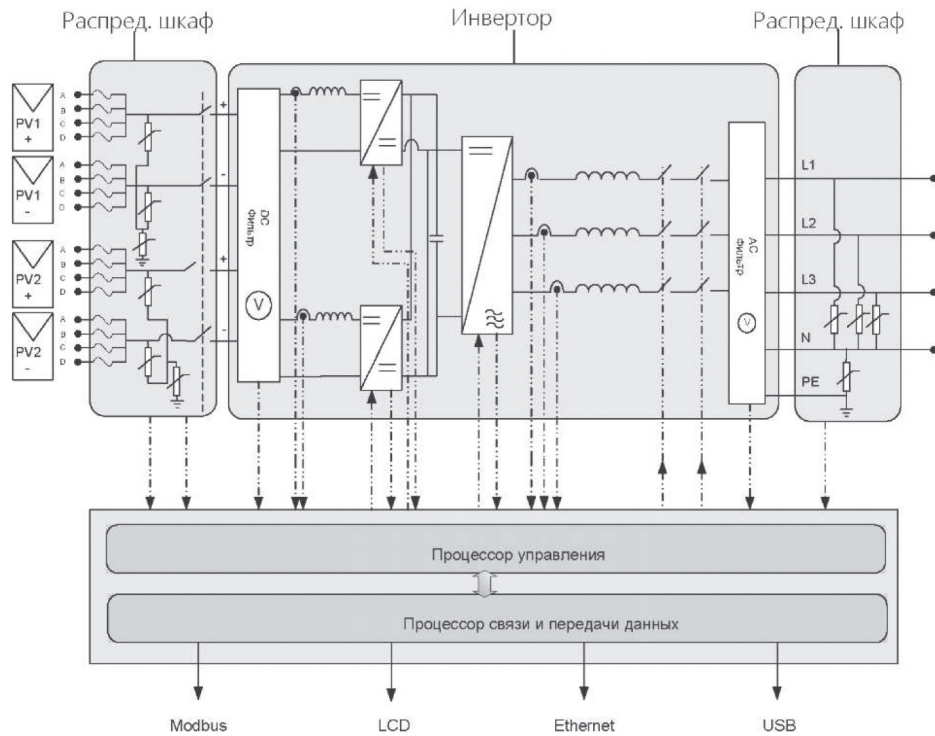 Распред. шкаф
Инвертор
Распред. шкаф
PV1
+
A
B
C
D
PV1
-
A
B
C
D
PV2
+
A
B
C
D
PV2
-
A
B
C
D
+
-
+
-
DC
фильтр
V
AC
фильтр
V
L1
L2
L3
N
PE
Процессор управления
Процессор связи и передачи данных
Modbus
LCD
Ethernet
USB